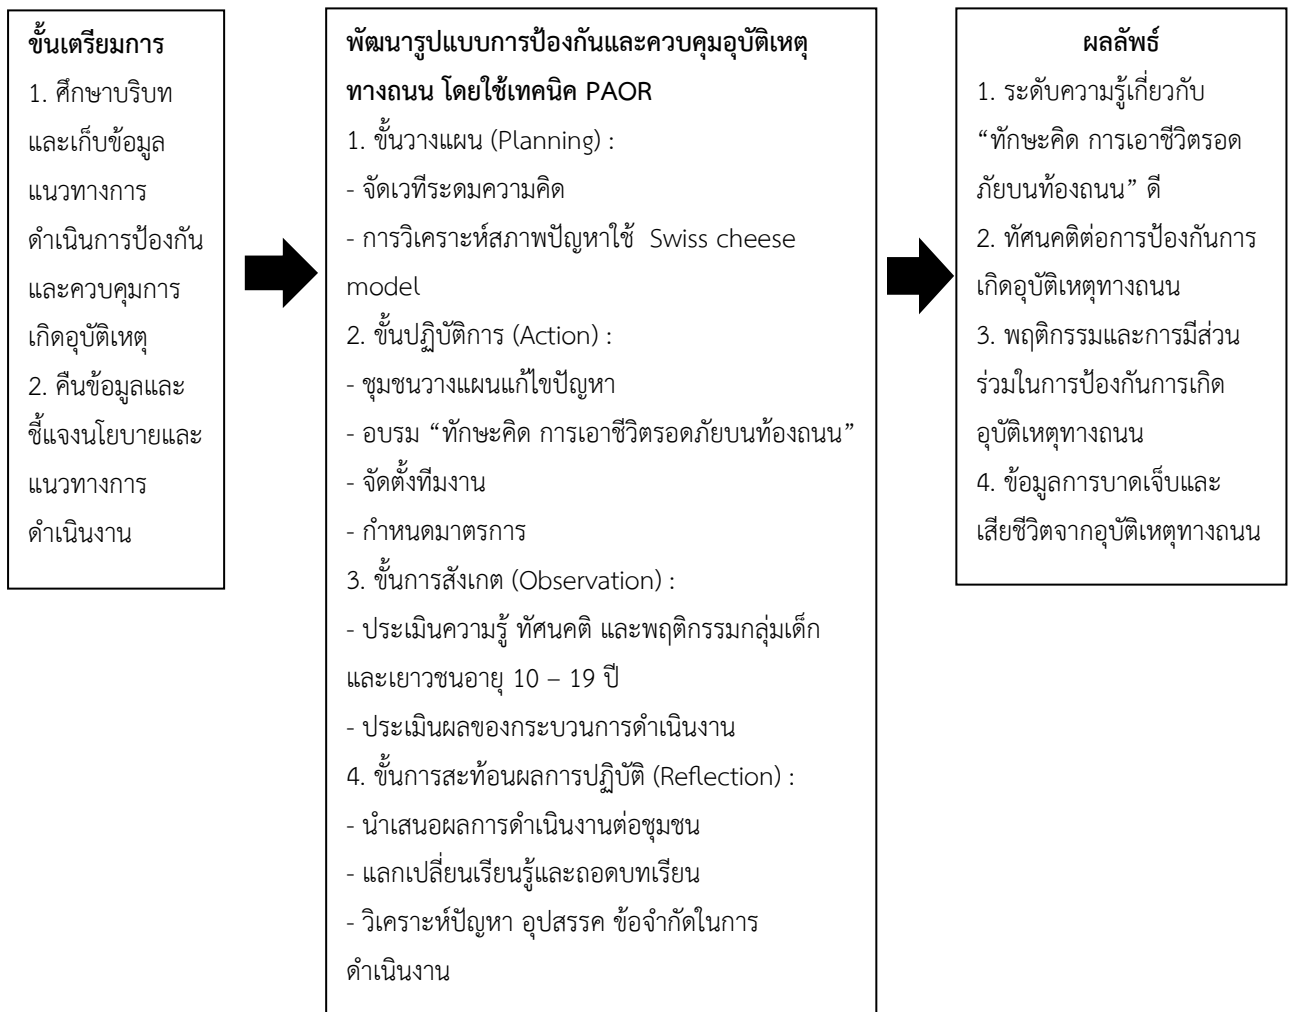 ขั้นเตรียมการ
1. ศึกษาบริบท
และเก็บข้อมูล
แนวทางการ
ดำเนินการป้องกัน
และควบคุมการ
เกิดอุบัติเหตุ
2. คืนข้อมูลและ
ชี้แจงนโยบายและ
แนวทางการ
ดำเนินงาน
พัฒนารูปแบบการป้องกันและควบคุมอุบัติเหตุ
ทางถนน โดยใช้เทคนิค PAOR
1. ขั้นวางแผน (Planning) :
- จัดเวทีระดมความคิด
- การวิเคราะห์สภาพปัญหาใช้ Swiss cheese
model
2. ขั้นปฏิบัติการ (Action) :
- ชุมชนวางแผนแก้ไขปัญหา
- อบรม “ทักษะคิด การเอาชีวิตรอดภัยบนท้องถนน”
- จัดตั้งทีมงาน
- กำหนดมาตรการ
3. ขั้นการสังเกต (Observation) :
- ประเมินความรู้ ทัศนคติ และพฤติกรรมกลุ่มเด็ก
และเยาวชนอายุ 10 – 19 ปี
- ประเมินผลของกระบวนการดำเนินงาน
4. ขั้นการสะท้อนผลการปฏิบัติ (Reflection) :
- นำเสนอผลการดำเนินงานต่อชุมชน
- แลกเปลี่ยนเรียนรู้และถอดบทเรียน
- วิเคราะห์ปัญหา อุปสรรค ข้อจำกัดในการ
ดำเนินงาน
ผลลัพธ์
1. ระดับความรู้เกี่ยวกับ
“ทักษะคิด การเอาชีวิตรอด
ภัยบนท้องถนน” ดี
2. ทัศนคติต่อการป้องกันการ
เกิดอุบัติเหตุทางถนน
3. พฤติกรรมและการมีส่วน
ร่วมในการป้องกันการเกิด
อุบัติเหตุทางถนน
4. ข้อมูลการบาดเจ็บและ
เสียชีวิตจากอุบัติเหตุทางถนน